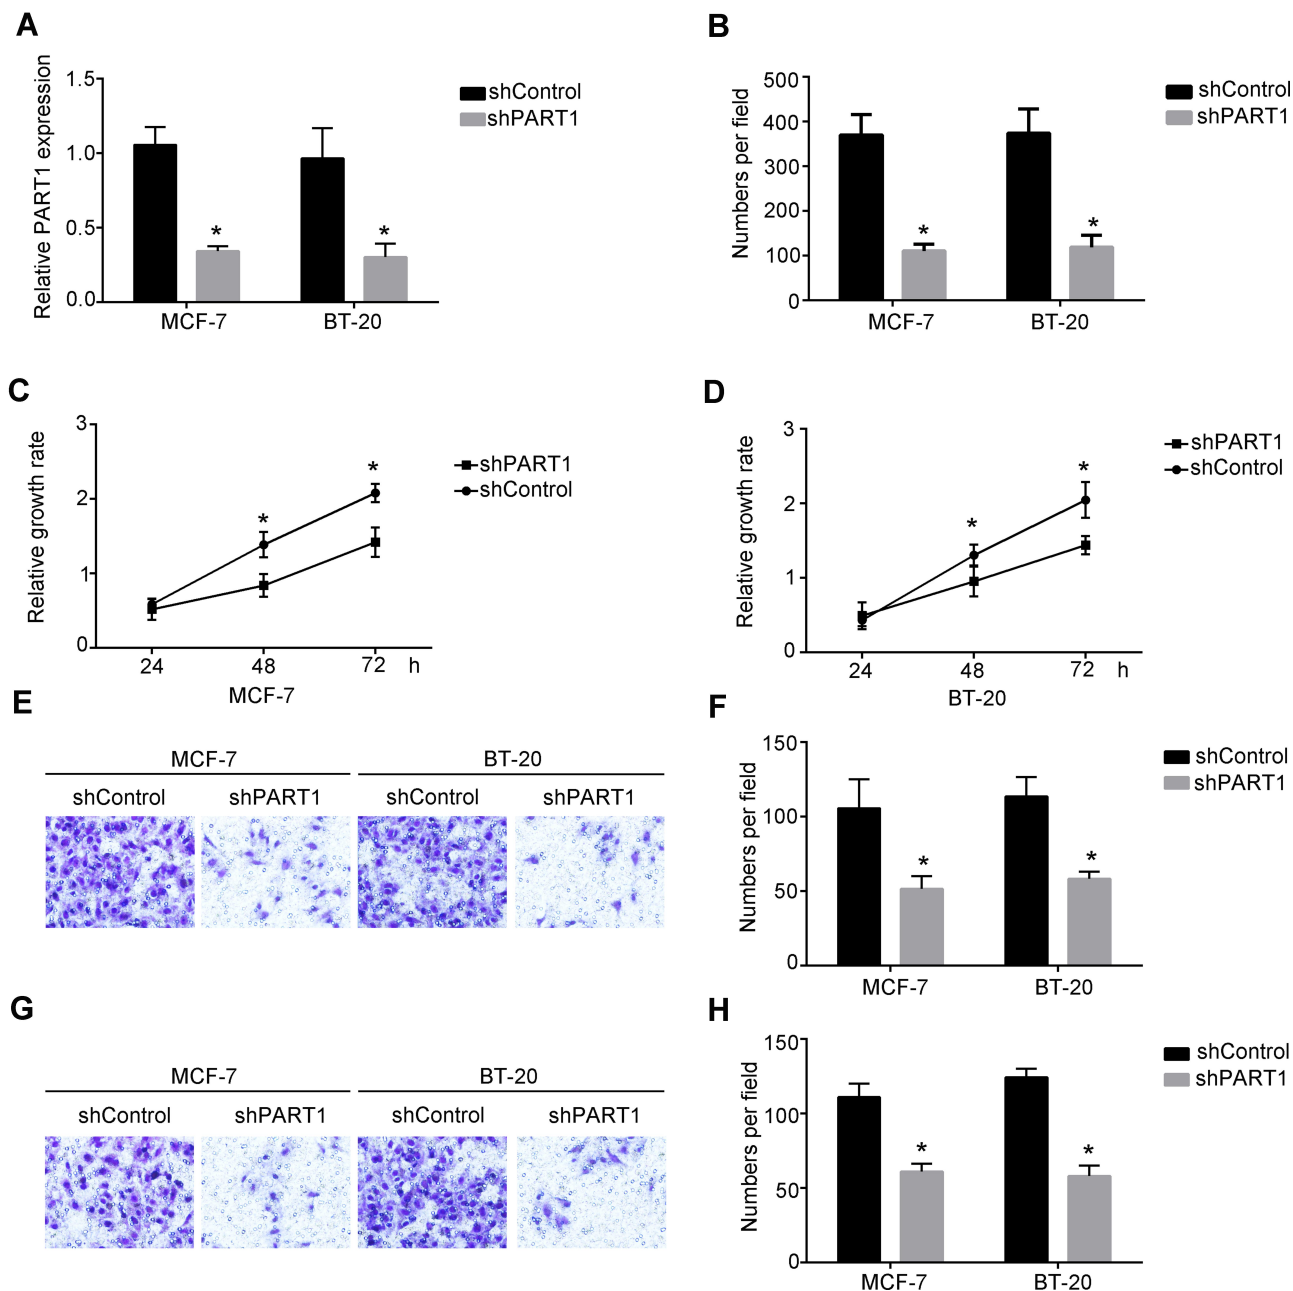 A
Relative PART1 expression
1.5
1.0
0.5
0.0
*
*
MCF-7
BT-20
shControl
shPART1
B
Numbers per field
500
400
300
200
100
0
*
*
MCF-7
BT-20
shControl
shPART1
C
Relative growth rate
3
2
1
0
*
*
24
48
72
h
MCF-7
shPART1
shControl
D
Relative growth rate
3
2
1
0
*
*
24
48
72
h
BT-20
shPART1
shControl
E
MCF-7
BT-20
shControl
shPART1
shControl
shPART1
F
Numbers per field
150
100
50
0
*
*
MCF-7
BT-20
shControl
shPART1
G
MCF-7
BT-20
shControl
shPART1
shControl
shPART1
H
Numbers per field
150
100
50
0
*
*
MCF-7
BT-20
shControl
shPART1